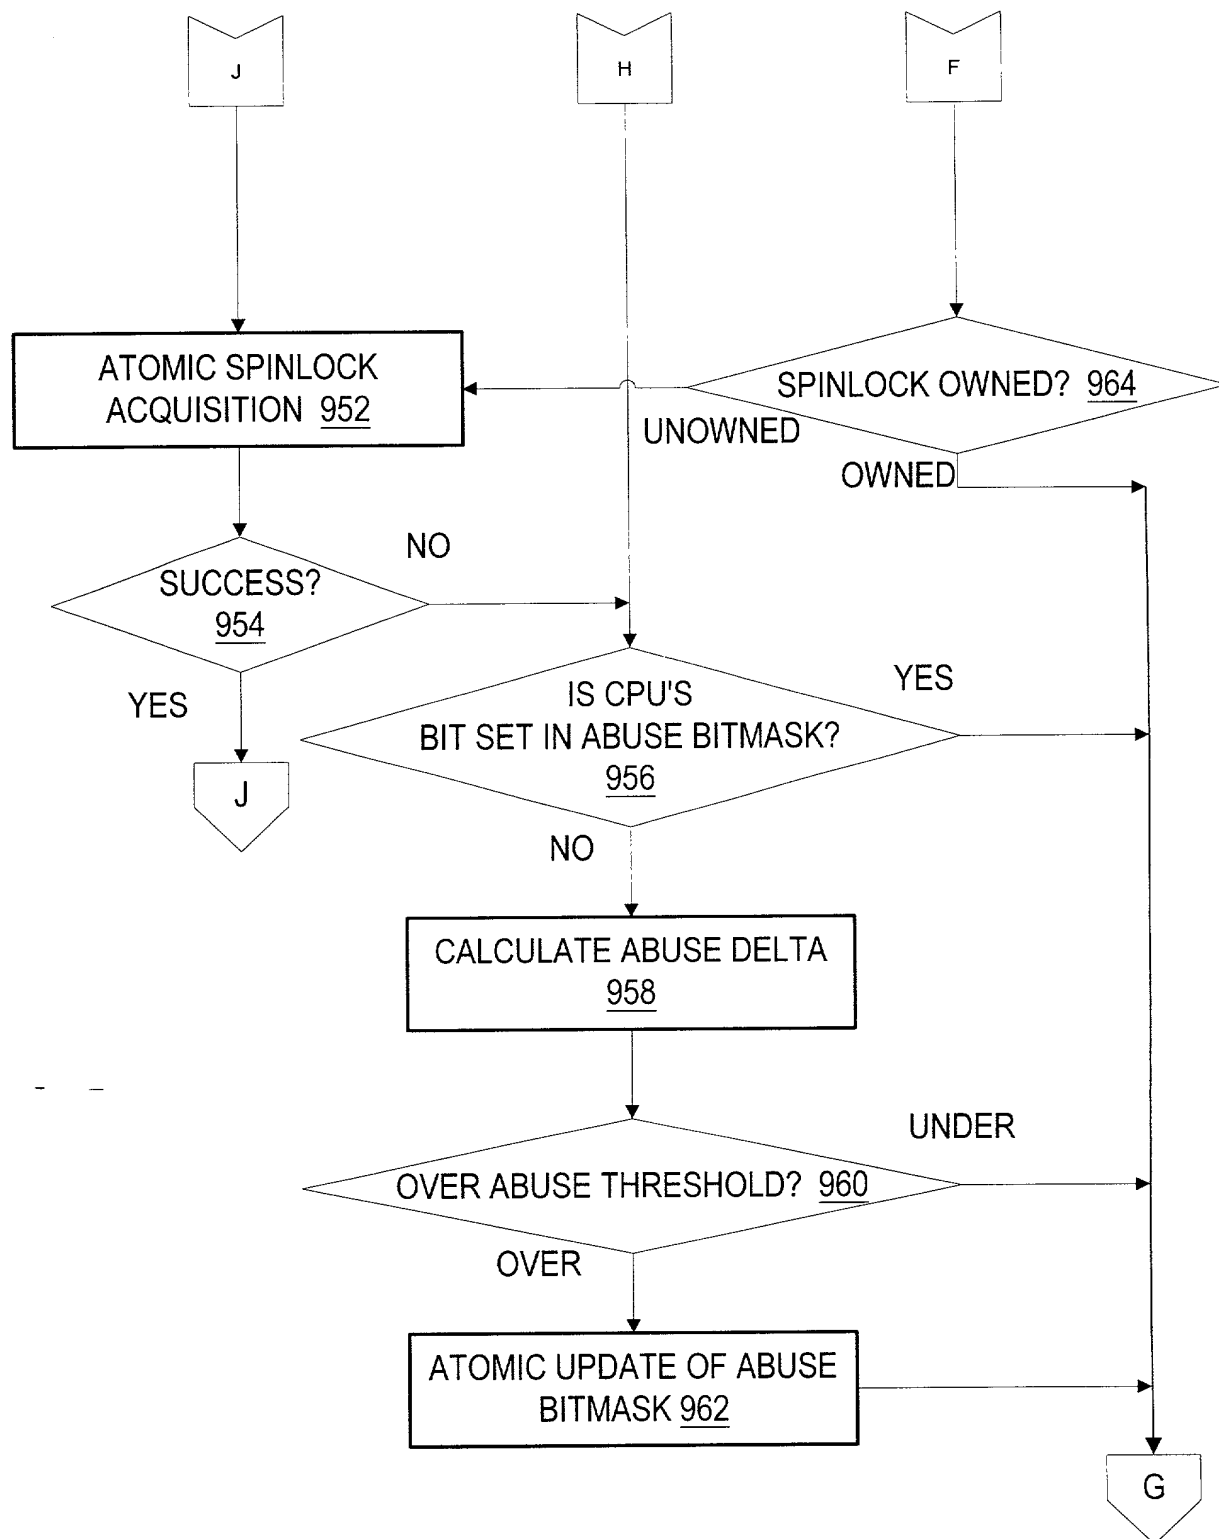 J
H
F
ATOMIC SPINLOCK
ACQUISITION 952
SPINLOCK OWNED? 964
UNOWNED
OWNED
NO
SUCCESS?
954
YES
J
IS CPU'S
BIT SET IN ABUSE BITMASK?
956
YES
NO
CALCULATE ABUSE DELTA
958
UNDER
OVER ABUSE THRESHOLD? 960
OVER
ATOMIC UPDATE OF ABUSE
BITMASK 962
G